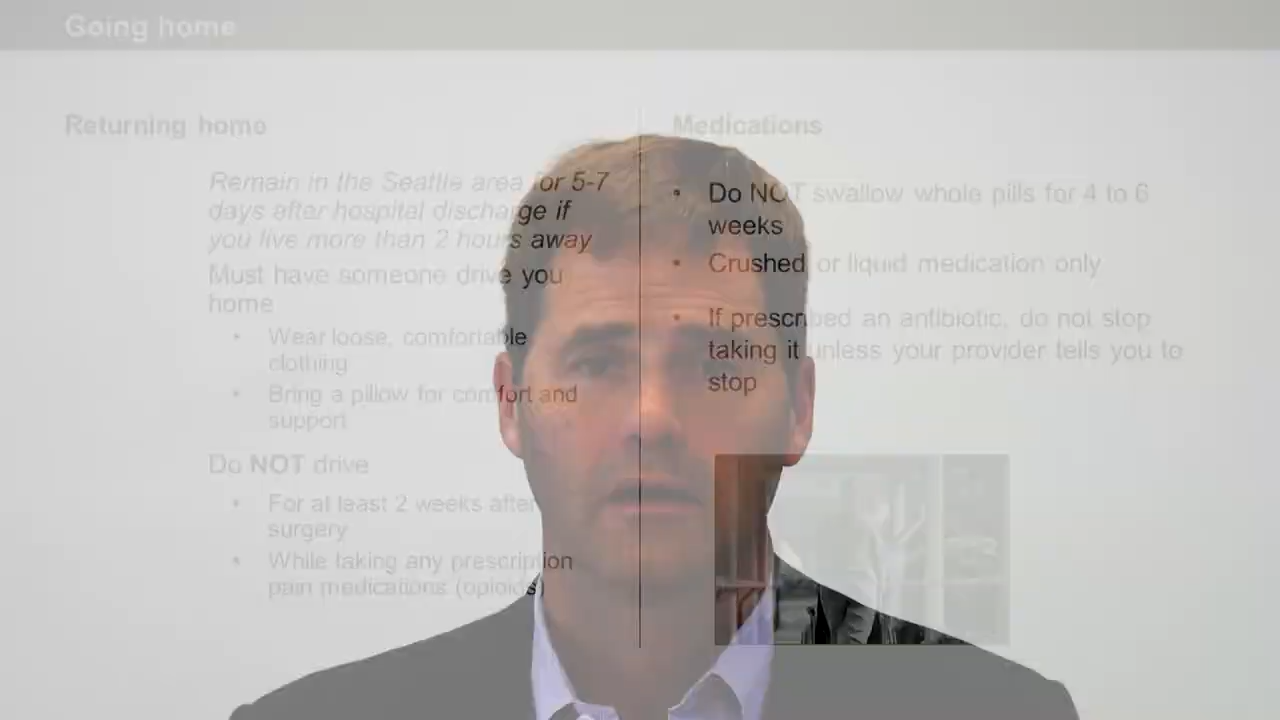 Going home
Returning home
Remain in the Seattle area for 5-7
days after hospital discharge if
you live more than 2 hours away
Must have someone drive you
home
• Wear loose, comfortable
clothing
• Bring a pillow for comfort and
support
Do NOT drive
• For at least 2 weeks after
surgery
• While taking any prescription
pain medications (opioids)
Medications
• Do NOT swallow whole pills for 4 to 6
weeks
• Crushed or liquid medication only
• If prescribed an antibiotic, do not stop
taking it unless your provider tells you to
stop